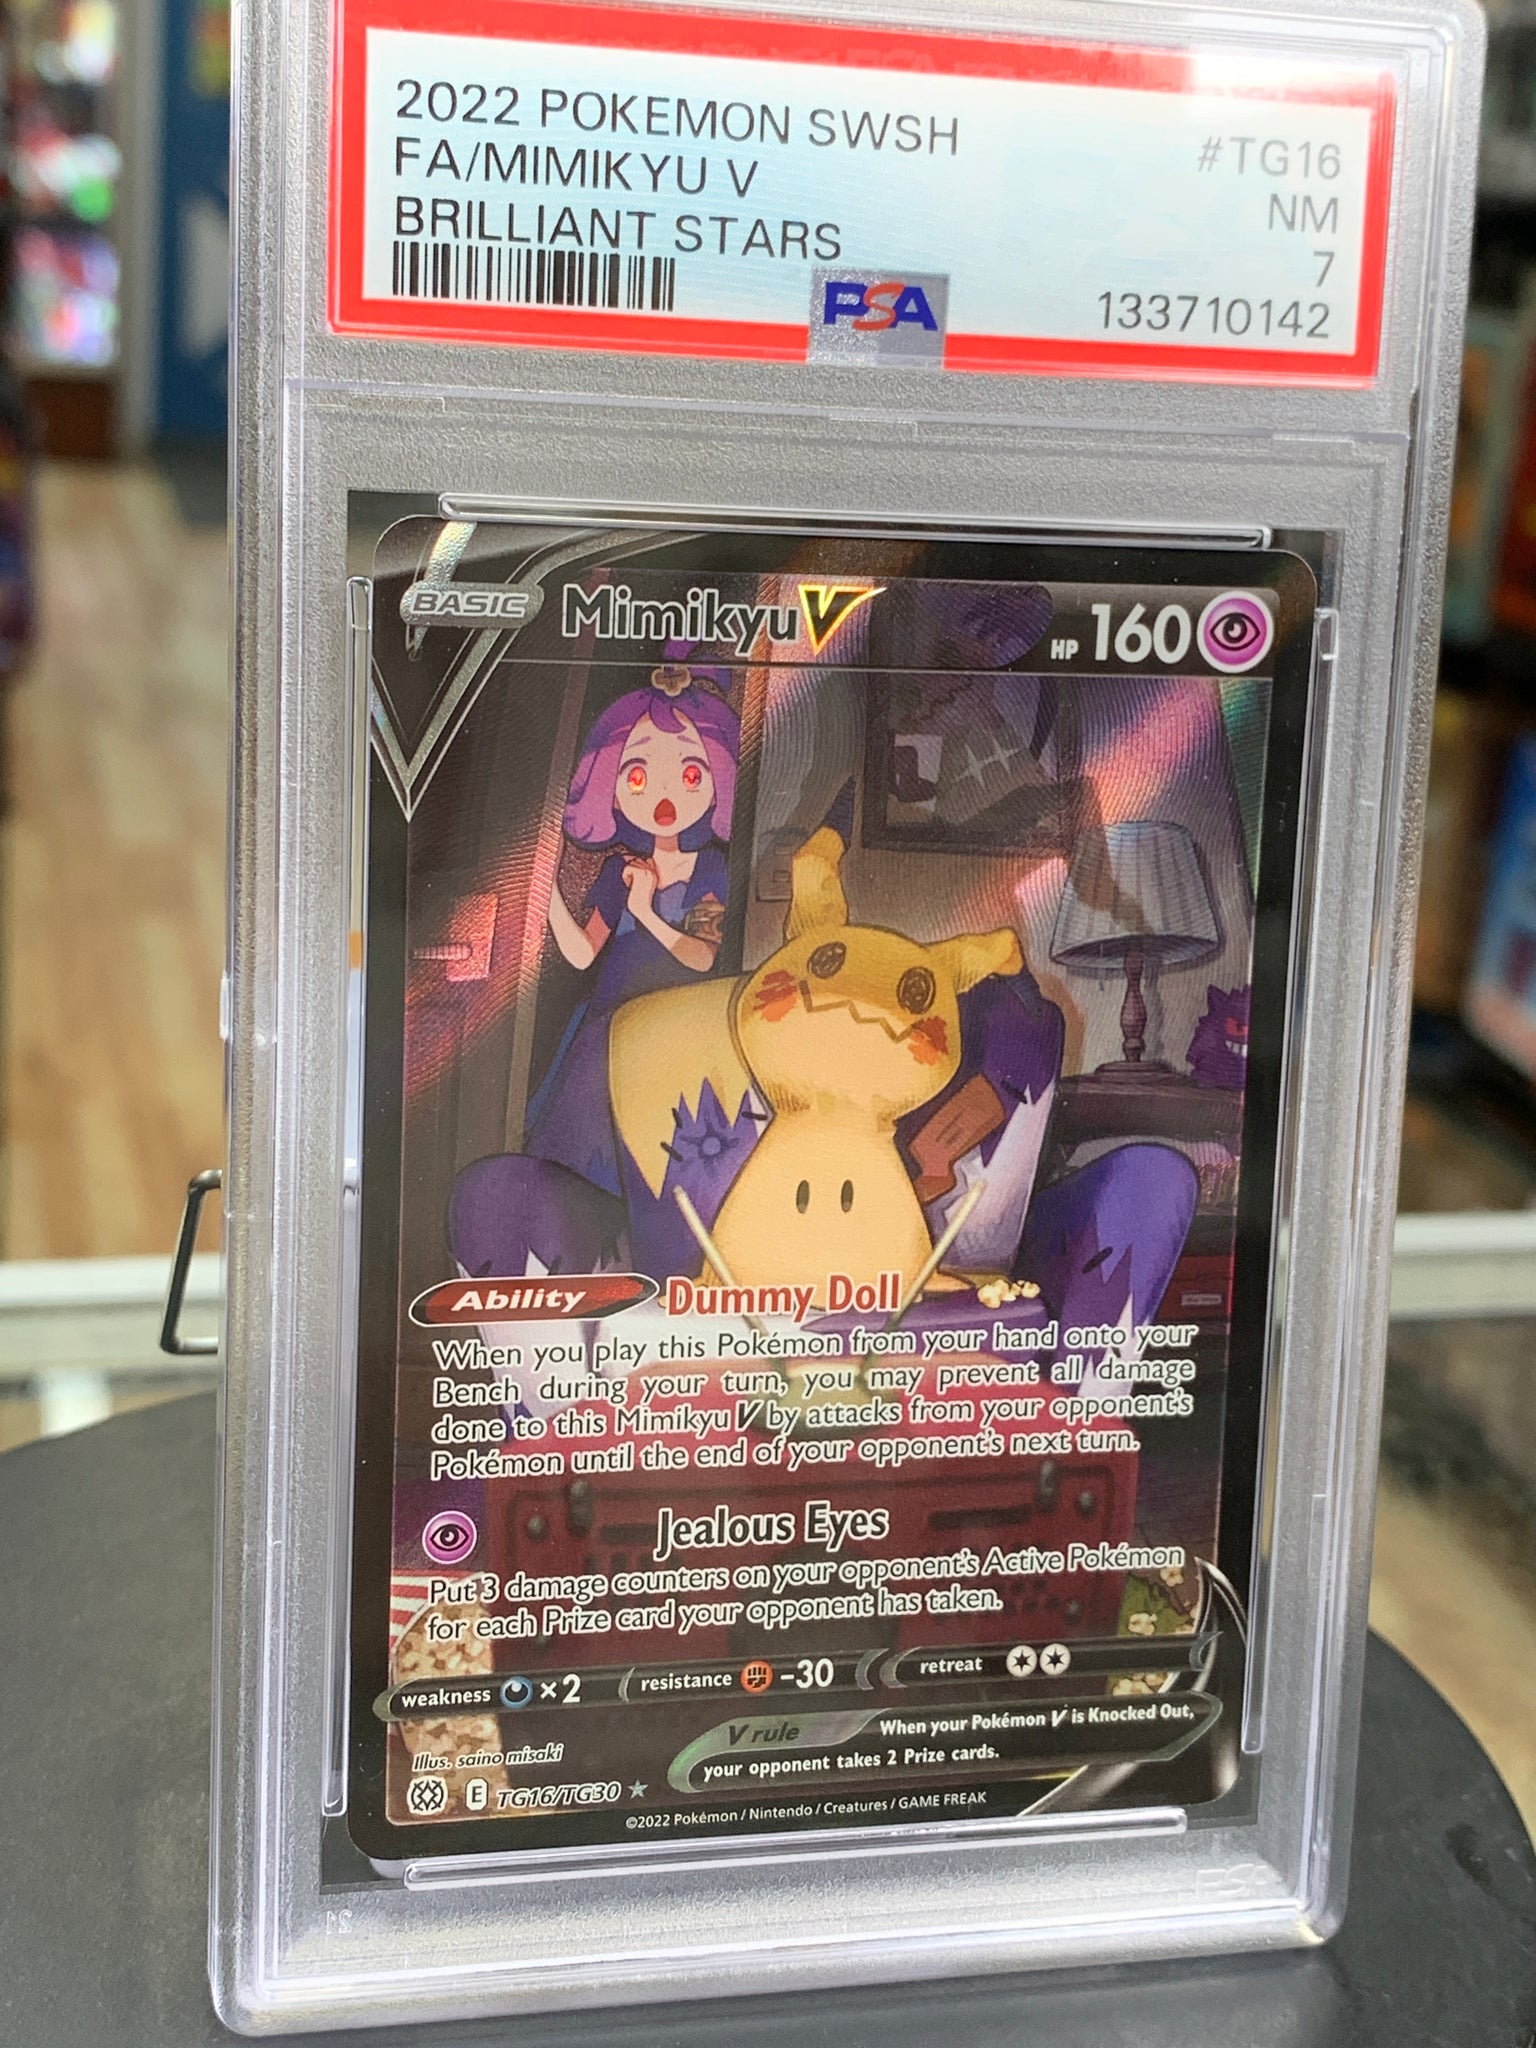 2022 POKEMON SWSH
FA/MIMIKYU V
BRILLIANT STARS
#TG16
NM
7
133710142
PSA
BASIC
Mimikyu V
HP 160
Ability Dummy Doll
When you play this Pokémon from your hand onto your
Bench during your turn, you may prevent all damage
done to this Mimikyu V by attacks from your opponent's
Pokémon until the end of your opponent's next turn.
Jealous Eyes
Put 3 damage counters on your opponent's Active Pokémon
for each Prize card your opponent has taken.
weakness ×2 resistance -30 retreat
V rule When your Pokémon V is Knocked Out,
your opponent takes 2 Prize cards.
Illus. saino misaki
E TG16/TG30
©2022 Pokémon / Nintendo / Creatures / GAME FREAK
PSA